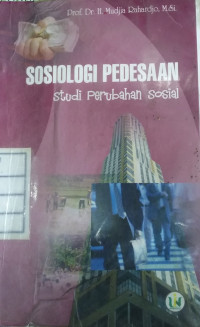 Prof. Dr. H. Mudjia Rahardjo, M.Si.
SOSIOLOGI PEDESAAN
studi perubahan sosial